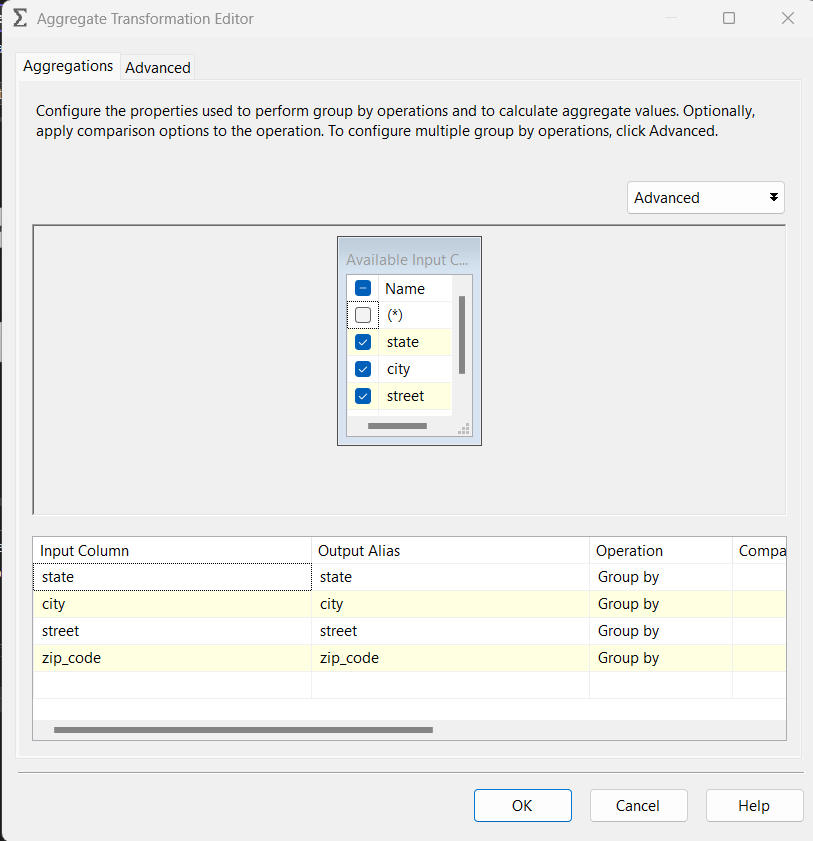 Aggregate Transformation Editor
Aggregations Advanced
Configure the properties used to perform group by operations and to calculate aggregate values. Optionally,
apply comparison options to the operation. To configure multiple group by operations, click Advanced.
Advanced
Available Input C...
Name
(*)
state
city
street
Input Column Output Alias Operation Compa
state state Group by
city city Group by
street street Group by
zip_code zip_code Group by
OK Cancel Help